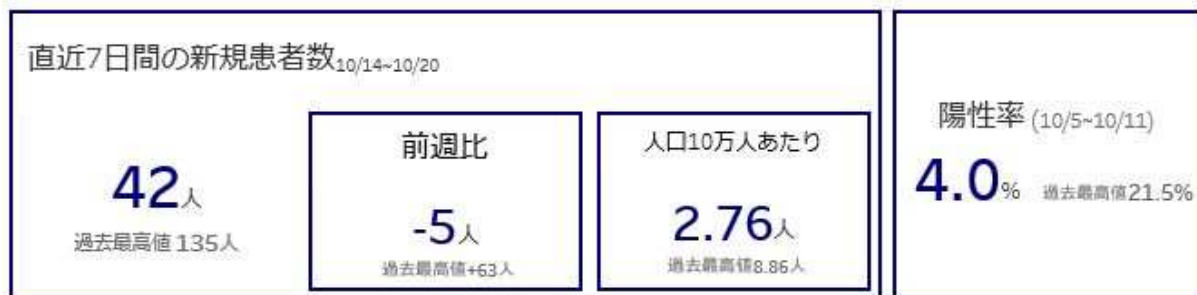 直近7日間の新規患者数10/14~10/20
42人
過去最高値 135人
前週比
-5人
過去最高値+63人
人口10万人あたり
2.76人
過去最高値8.86人
陽性率 (10/5~10/11)
4.0% 過去最高値21.5%